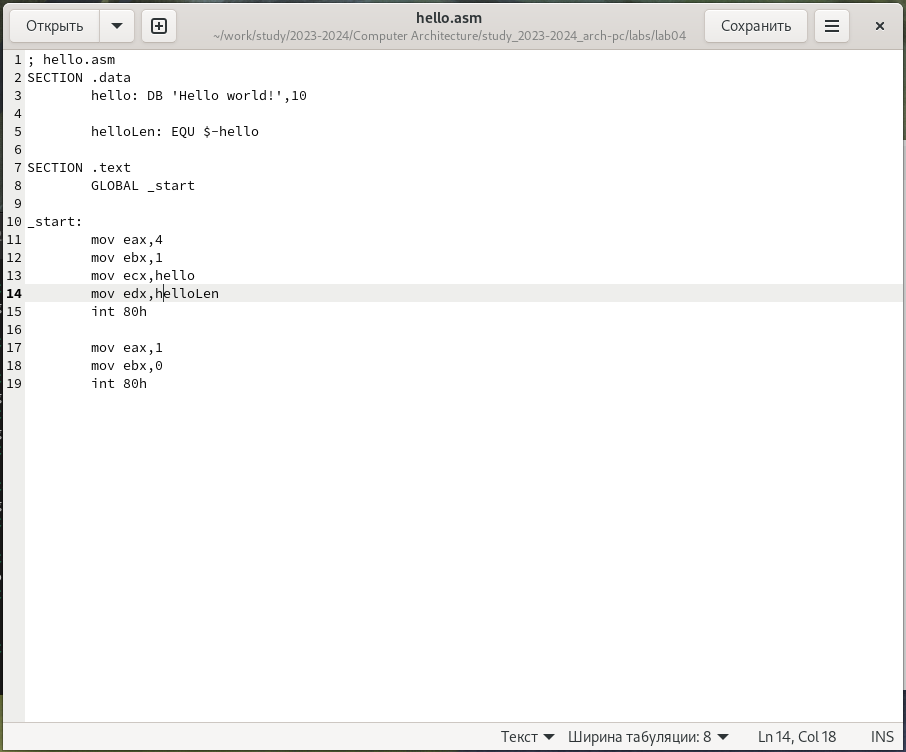 Открыть
hello.asm
~/work/study/2023-2024/Computer Architecture/study_2023-2024_arch-pc/labs/lab04
Сохранить
1 ; hello.asm
2 SECTION .data
3         hello: DB 'Hello world!',10
4
5         helloLen: EQU $-hello
6
7 SECTION .text
8         GLOBAL _start
9
10 _start:
11         mov eax,4
12         mov ebx,1
13         mov ecx,hello
14         mov edx,helloLen
15         int 80h
16
17         mov eax,1
18         mov ebx,0
19         int 80h
Текст Ширина табуляции: 8 Ln 14, Col 18 INS